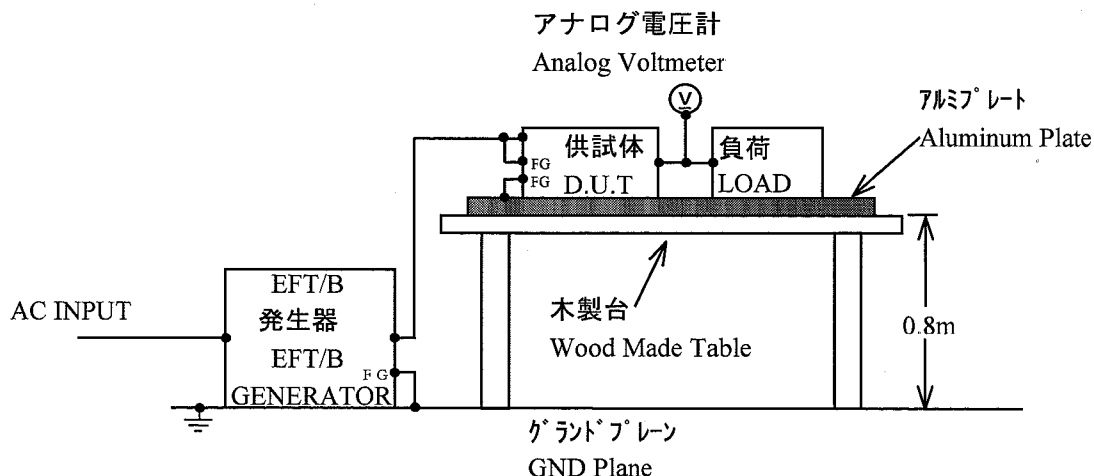 アナログ電圧計
Analog Voltmeter
V
アルミプレート
Aluminum Plate
供試体
FG
FG
D.U.T
負荷
LOAD
AC INPUT
EFT/B
発生器
EFT/B
FG
GENERATOR
木製台
Wood Made Table
0.8m
グランドプレーン
GND Plane